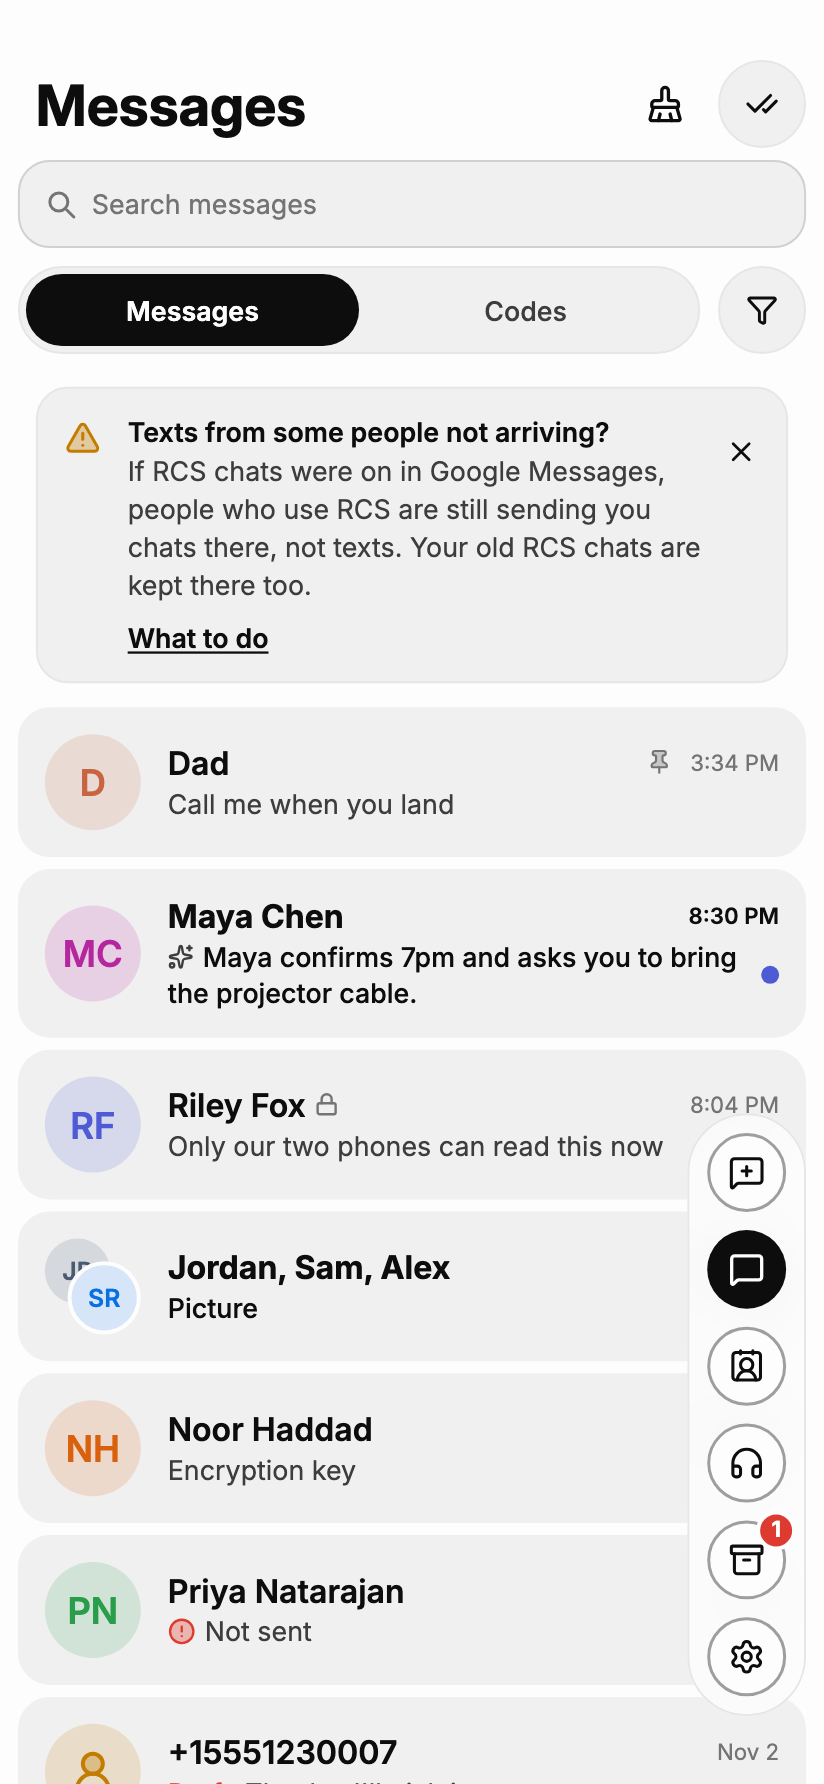 Messages
Search messages
Messages
Codes
Texts from some people not arriving?
If RCS chats were on in Google Messages,
people who use RCS are still sending you
chats there, not texts. Your old RCS chats are
kept there too.
What to do
D
Dad
3:34 PM
Call me when you land
MC
Maya Chen
8:30 PM
Maya confirms 7pm and asks you to bring
the projector cable.
RF
Riley Fox
8:04 PM
Only our two phones can read this now
SR
Jordan, Sam, Alex
Picture
NH
Noor Haddad
Encryption key
1
PN
Priya Natarajan
Not sent
+15551230007
Nov 2